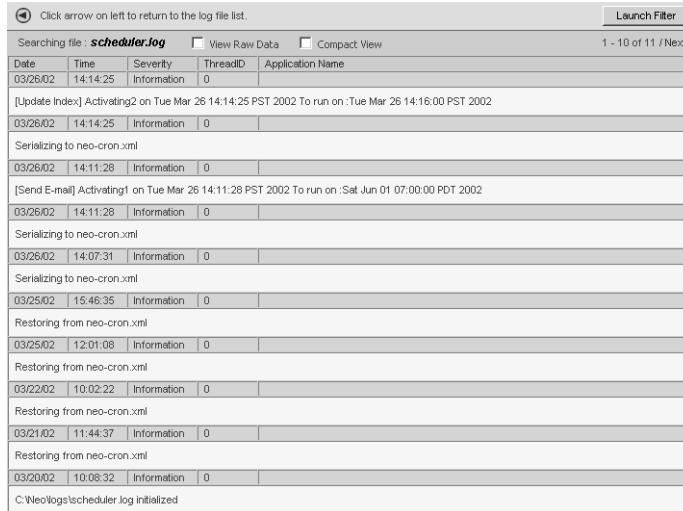 Click arrow on left to return to the log file list. Launch Filter
Searching file : scheduler.log View Raw Data Compact View 1 - 10 of 11 / Nex
Date Time Severity ThreadID Application Name
03/26/02 14:14:25 Information 0
[Update Index] Activating2 on Tue Mar 26 14:14:25 PST 2002 To run on :Tue Mar 26 14:16:00 PST 2002
03/26/02 14:14:25 Information 0
Serializing to neo-cron.xml
03/26/02 14:11:28 Information 0
[Send E-mail] Activating1 on Tue Mar 26 14:11:28 PST 2002 To run on :Sat Jun 01 07:00:00 PDT 2002
03/26/02 14:11:28 Information 0
Serializing to neo-cron.xml
03/26/02 14:07:31 Information 0
Serializing to neo-cron.xml
03/25/02 15:46:35 Information 0
Restoring from neo-cron.xml
03/25/02 12:01:08 Information 0
Restoring from neo-cron.xml
03/22/02 10:02:22 Information 0
Restoring from neo-cron.xml
03/21/02 11:44:37 Information 0
Restoring from neo-cron.xml
03/20/02 10:08:32 Information 0
C:\Neo\logs\scheduler.log initialized